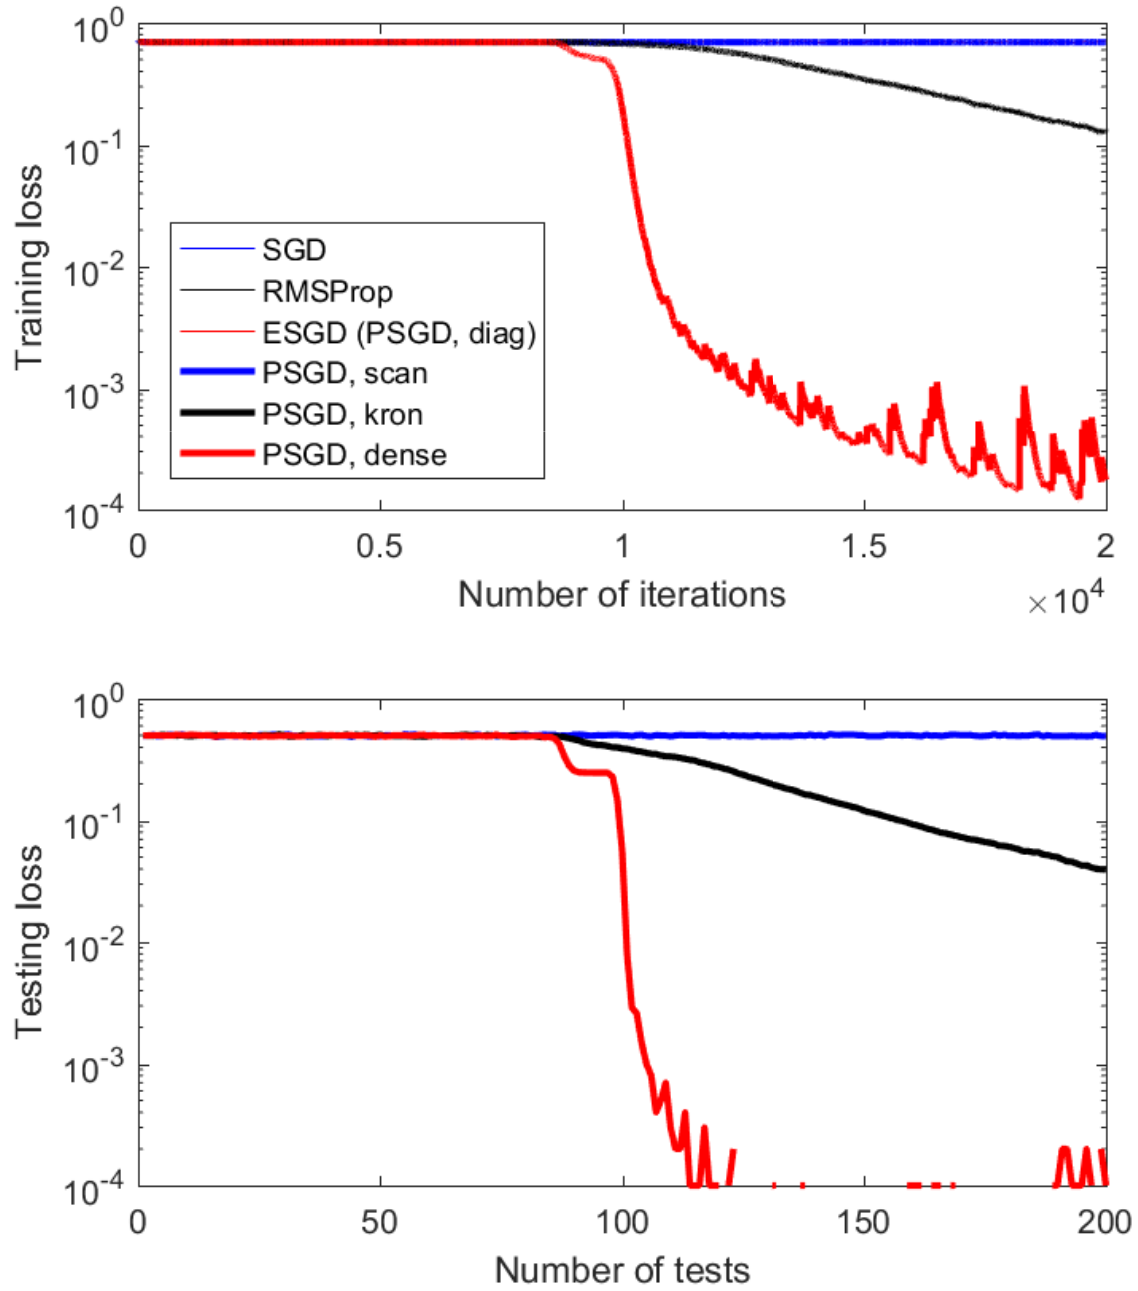 10^0
10^-1
10^-2
10^-3
10^-4
Training loss
SGD
RMSProp
ESGD (PSGD, diag)
PSGD, scan
PSGD, kron
PSGD, dense
0 0.5 1 1.5 2
Number of iterations
×10^4
10^0
10^-1
10^-2
10^-3
10^-4
Testing loss
0 50 100 150 200
Number of tests